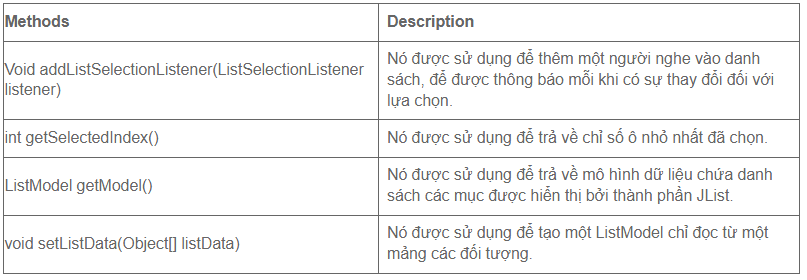 Methods
Description
Void addListSelectionListener(ListSelectionListener
listener)
Nó được sử dụng để thêm một người nghe vào danh
sách, để được thông báo mỗi khi có sự thay đổi đối với
lựa chọn.
int getSelectedIndex()
Nó được sử dụng để trả về chỉ số ô nhỏ nhất đã chọn.
ListModel getModel()
Nó được sử dụng để trả về mô hình dữ liệu chứa danh
sách các mục được hiển thị bởi thành phần JList.
void setListData(Object[] listData)
Nó được sử dụng để tạo một ListModel chỉ đọc từ một
mảng các đối tượng.